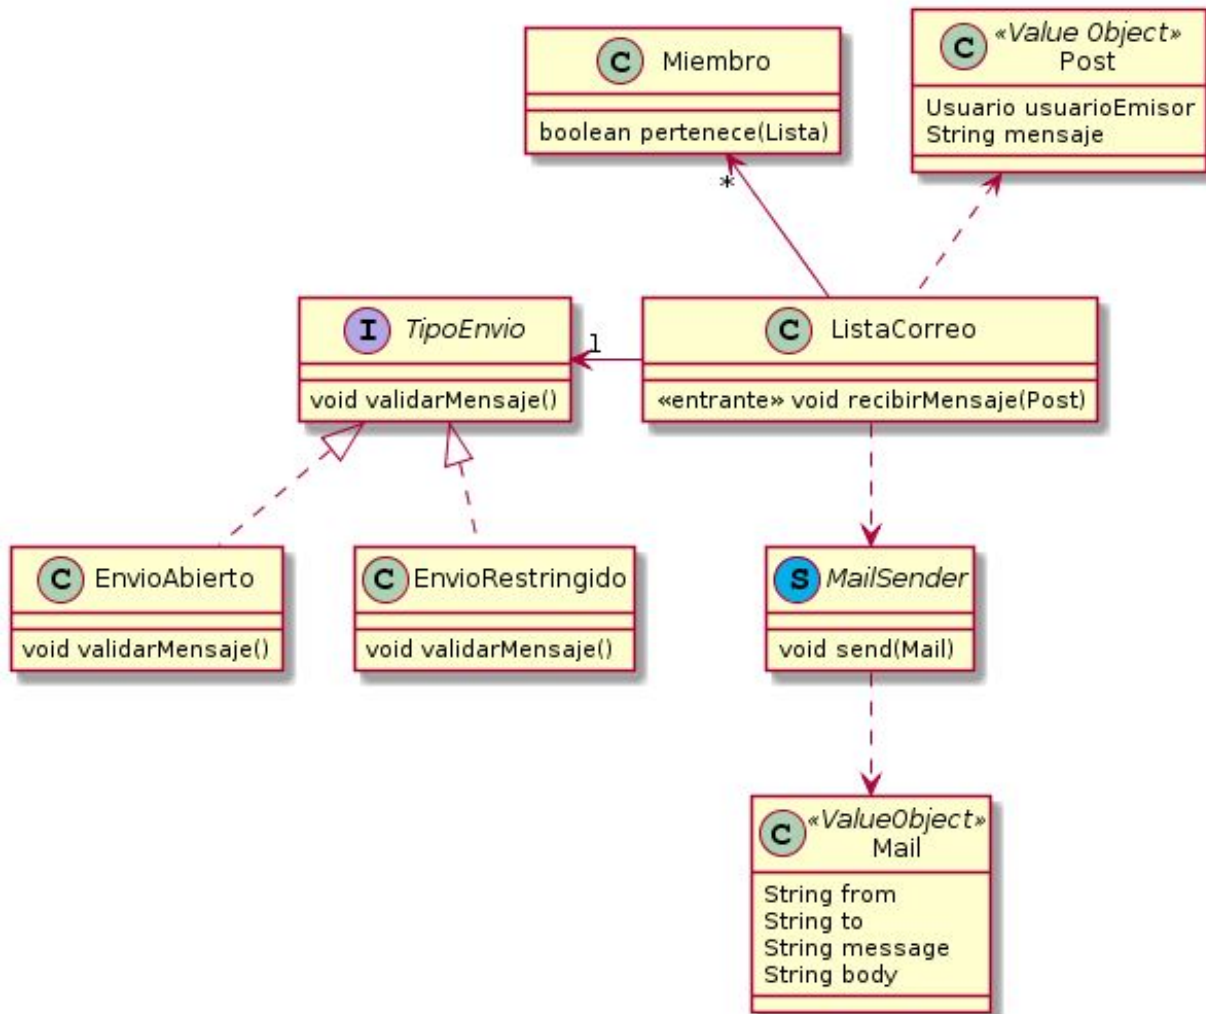 C Miembro
boolean pertenece(Lista)
C «Value Object»
Post
Usuario usuarioEmisor
String mensaje
*
I TipoEnvio
void validarMensaje()
1
C ListaCorreo
«entrante» void recibirMensaje(Post)
C EnvioAbierto
void validarMensaje()
C EnvioRestringido
void validarMensaje()
S MailSender
void send(Mail)
C «ValueObject»
Mail
String from
String to
String message
String body